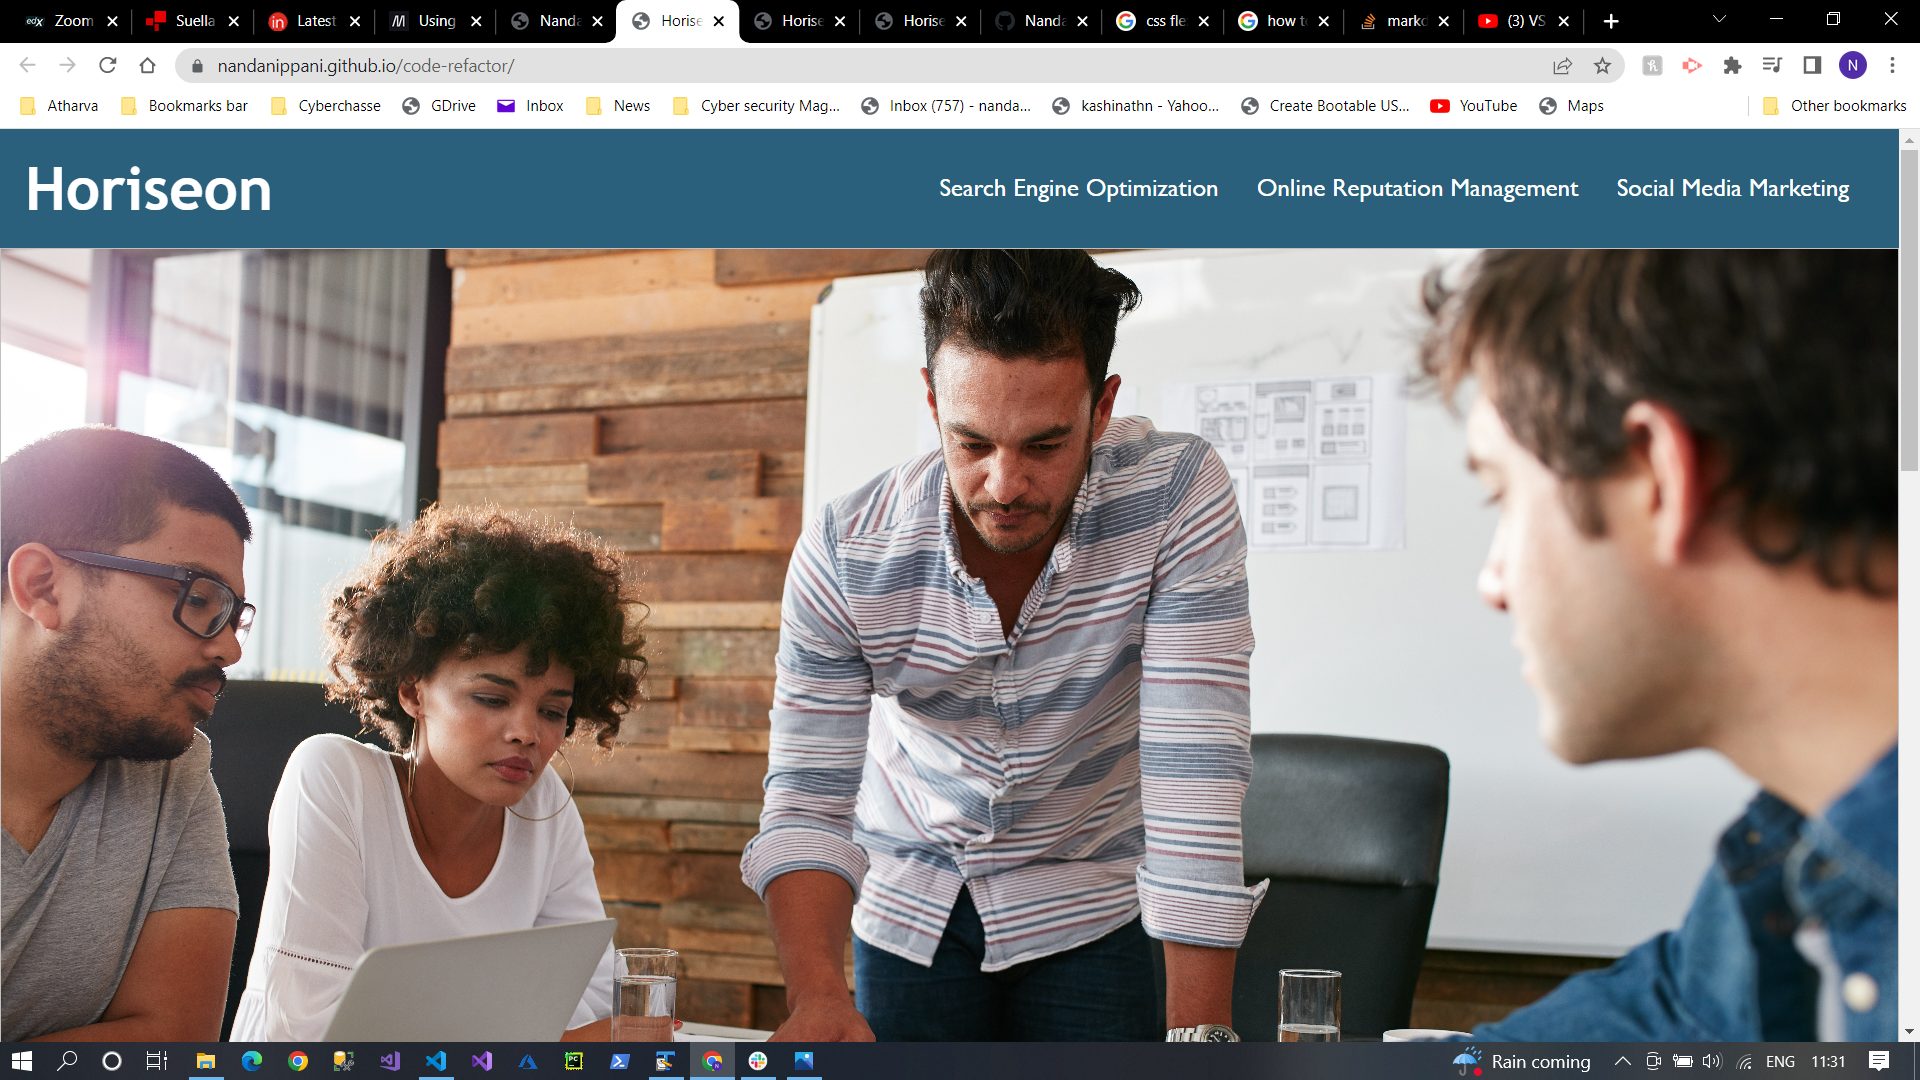 Zoom Suella Latest Using Nanda Horise Horise Horise Nanda css fle how to marko (3) VS
nandanippani.github.io/code-refactor/ N
Atharva Bookmarks bar Cyberchasse GDrive Inbox News Cyber security Mag... Inbox (757) - nanda... kashinathn - Yahoo... Create Bootable US... YouTube Maps Other bookmarks
Horiseon Search Engine Optimization Online Reputation Management Social Media Marketing
Rain coming ENG 11:31